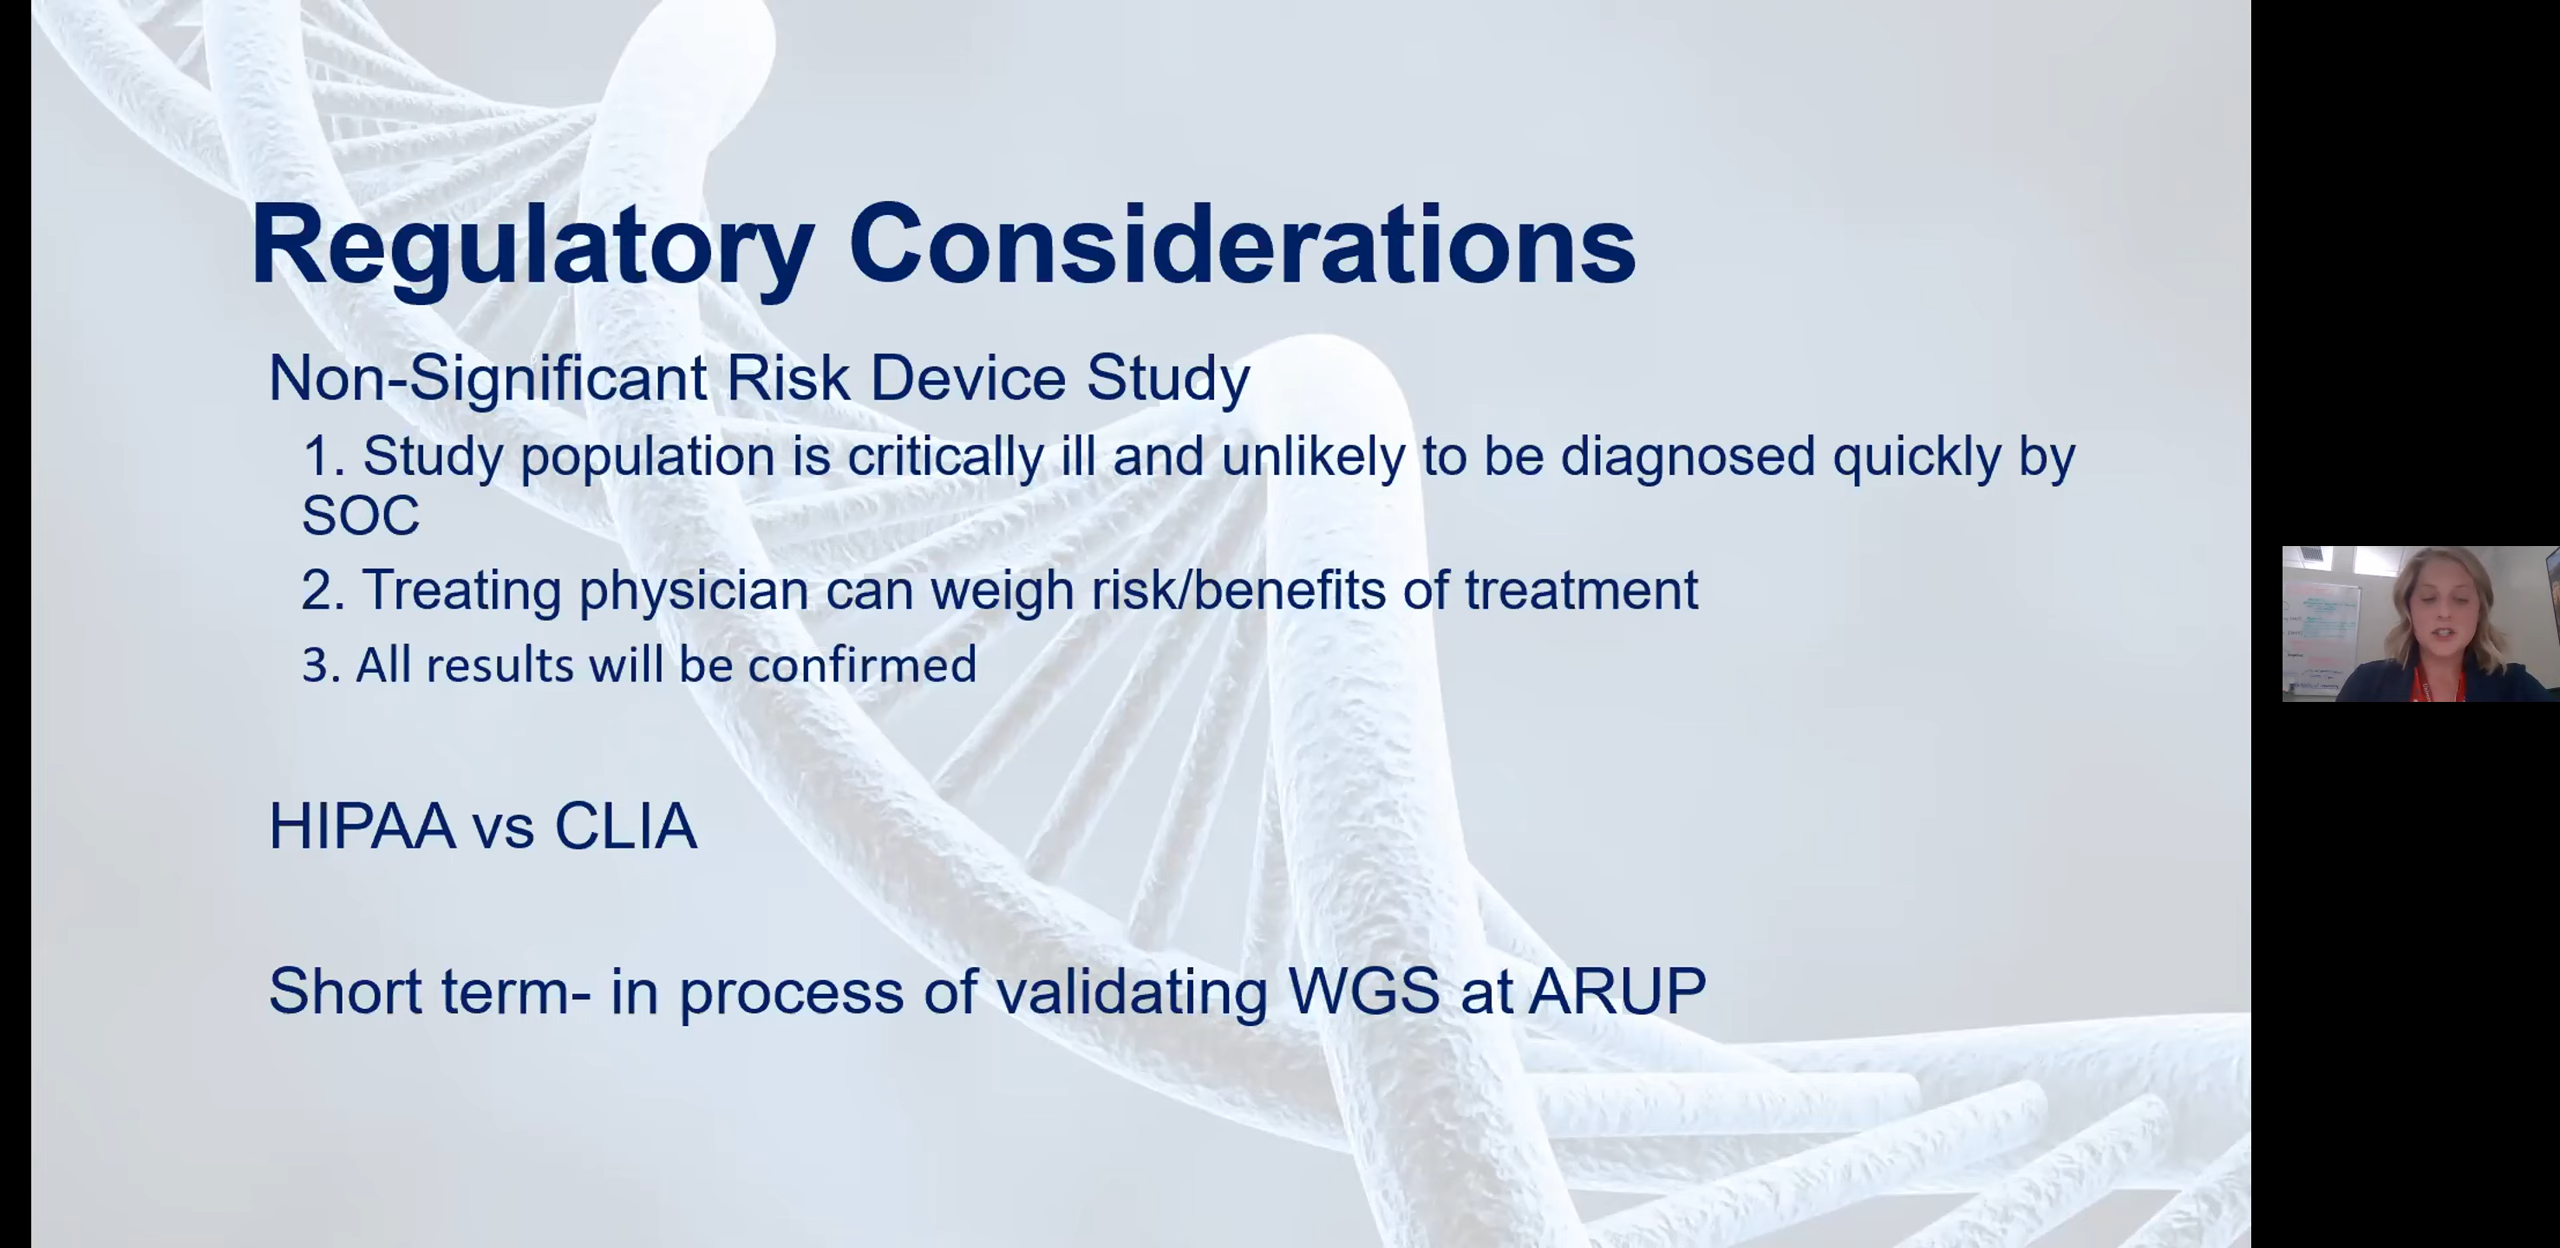 Regulatory Considerations
Non-Significant Risk Device Study
1. Study population is critically ill and unlikely to be diagnosed quickly by
SOC
2. Treating physician can weigh risk/benefits of treatment
3. All results will be confirmed
HIPAA vs CLIA
Short term- in process of validating WGS at ARUP